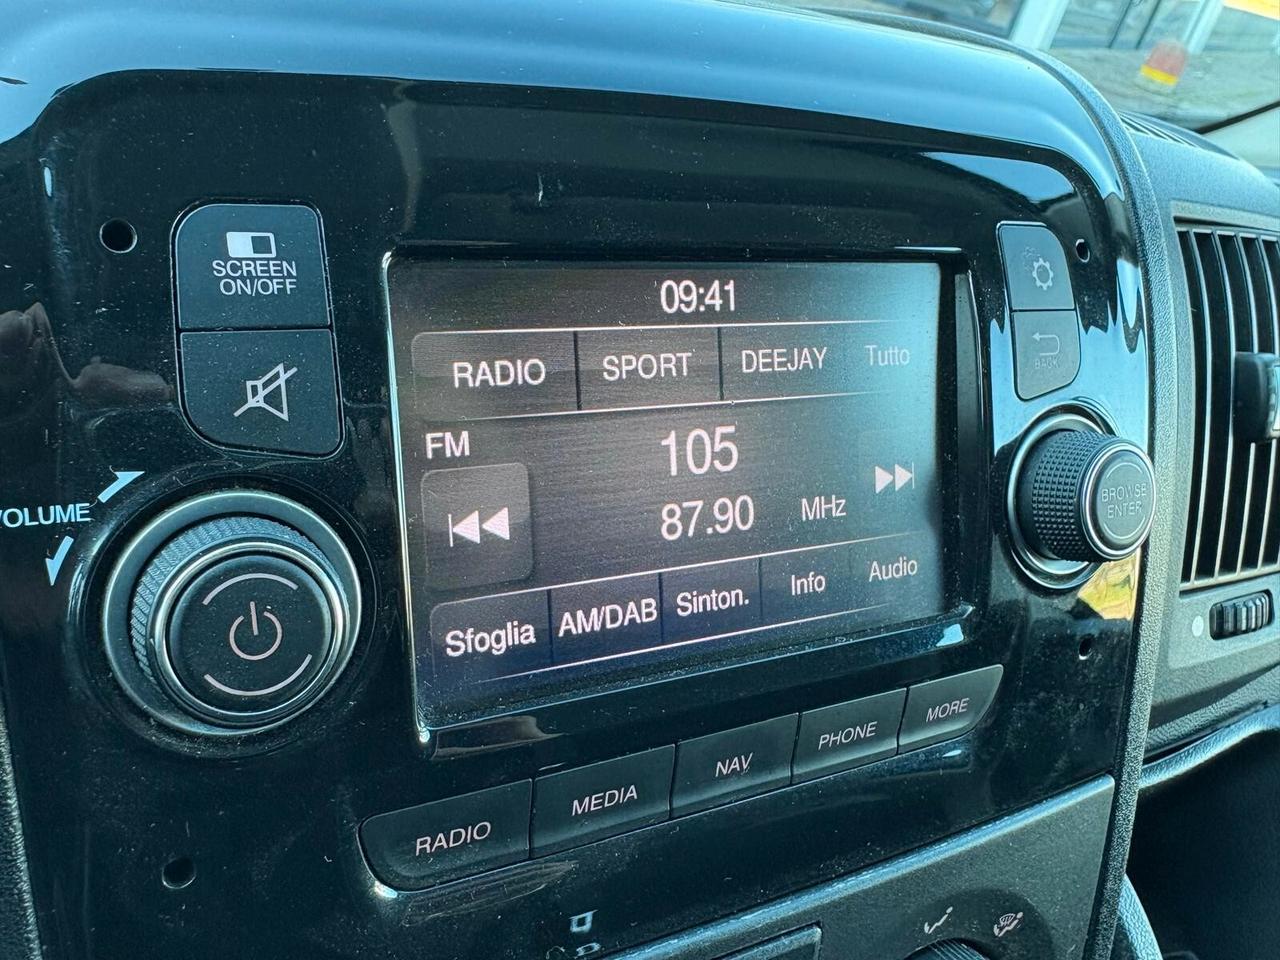 SCREEN
ON/OFF
VOLUME
09:41
RADIO SPORT DEEJAY Tutto
FM
105
87.90 MHz
Sfoglia AM/DAB Sinton. Info Audio
BACK
BROWSE
ENTER
RADIO MEDIA NAV PHONE MORE